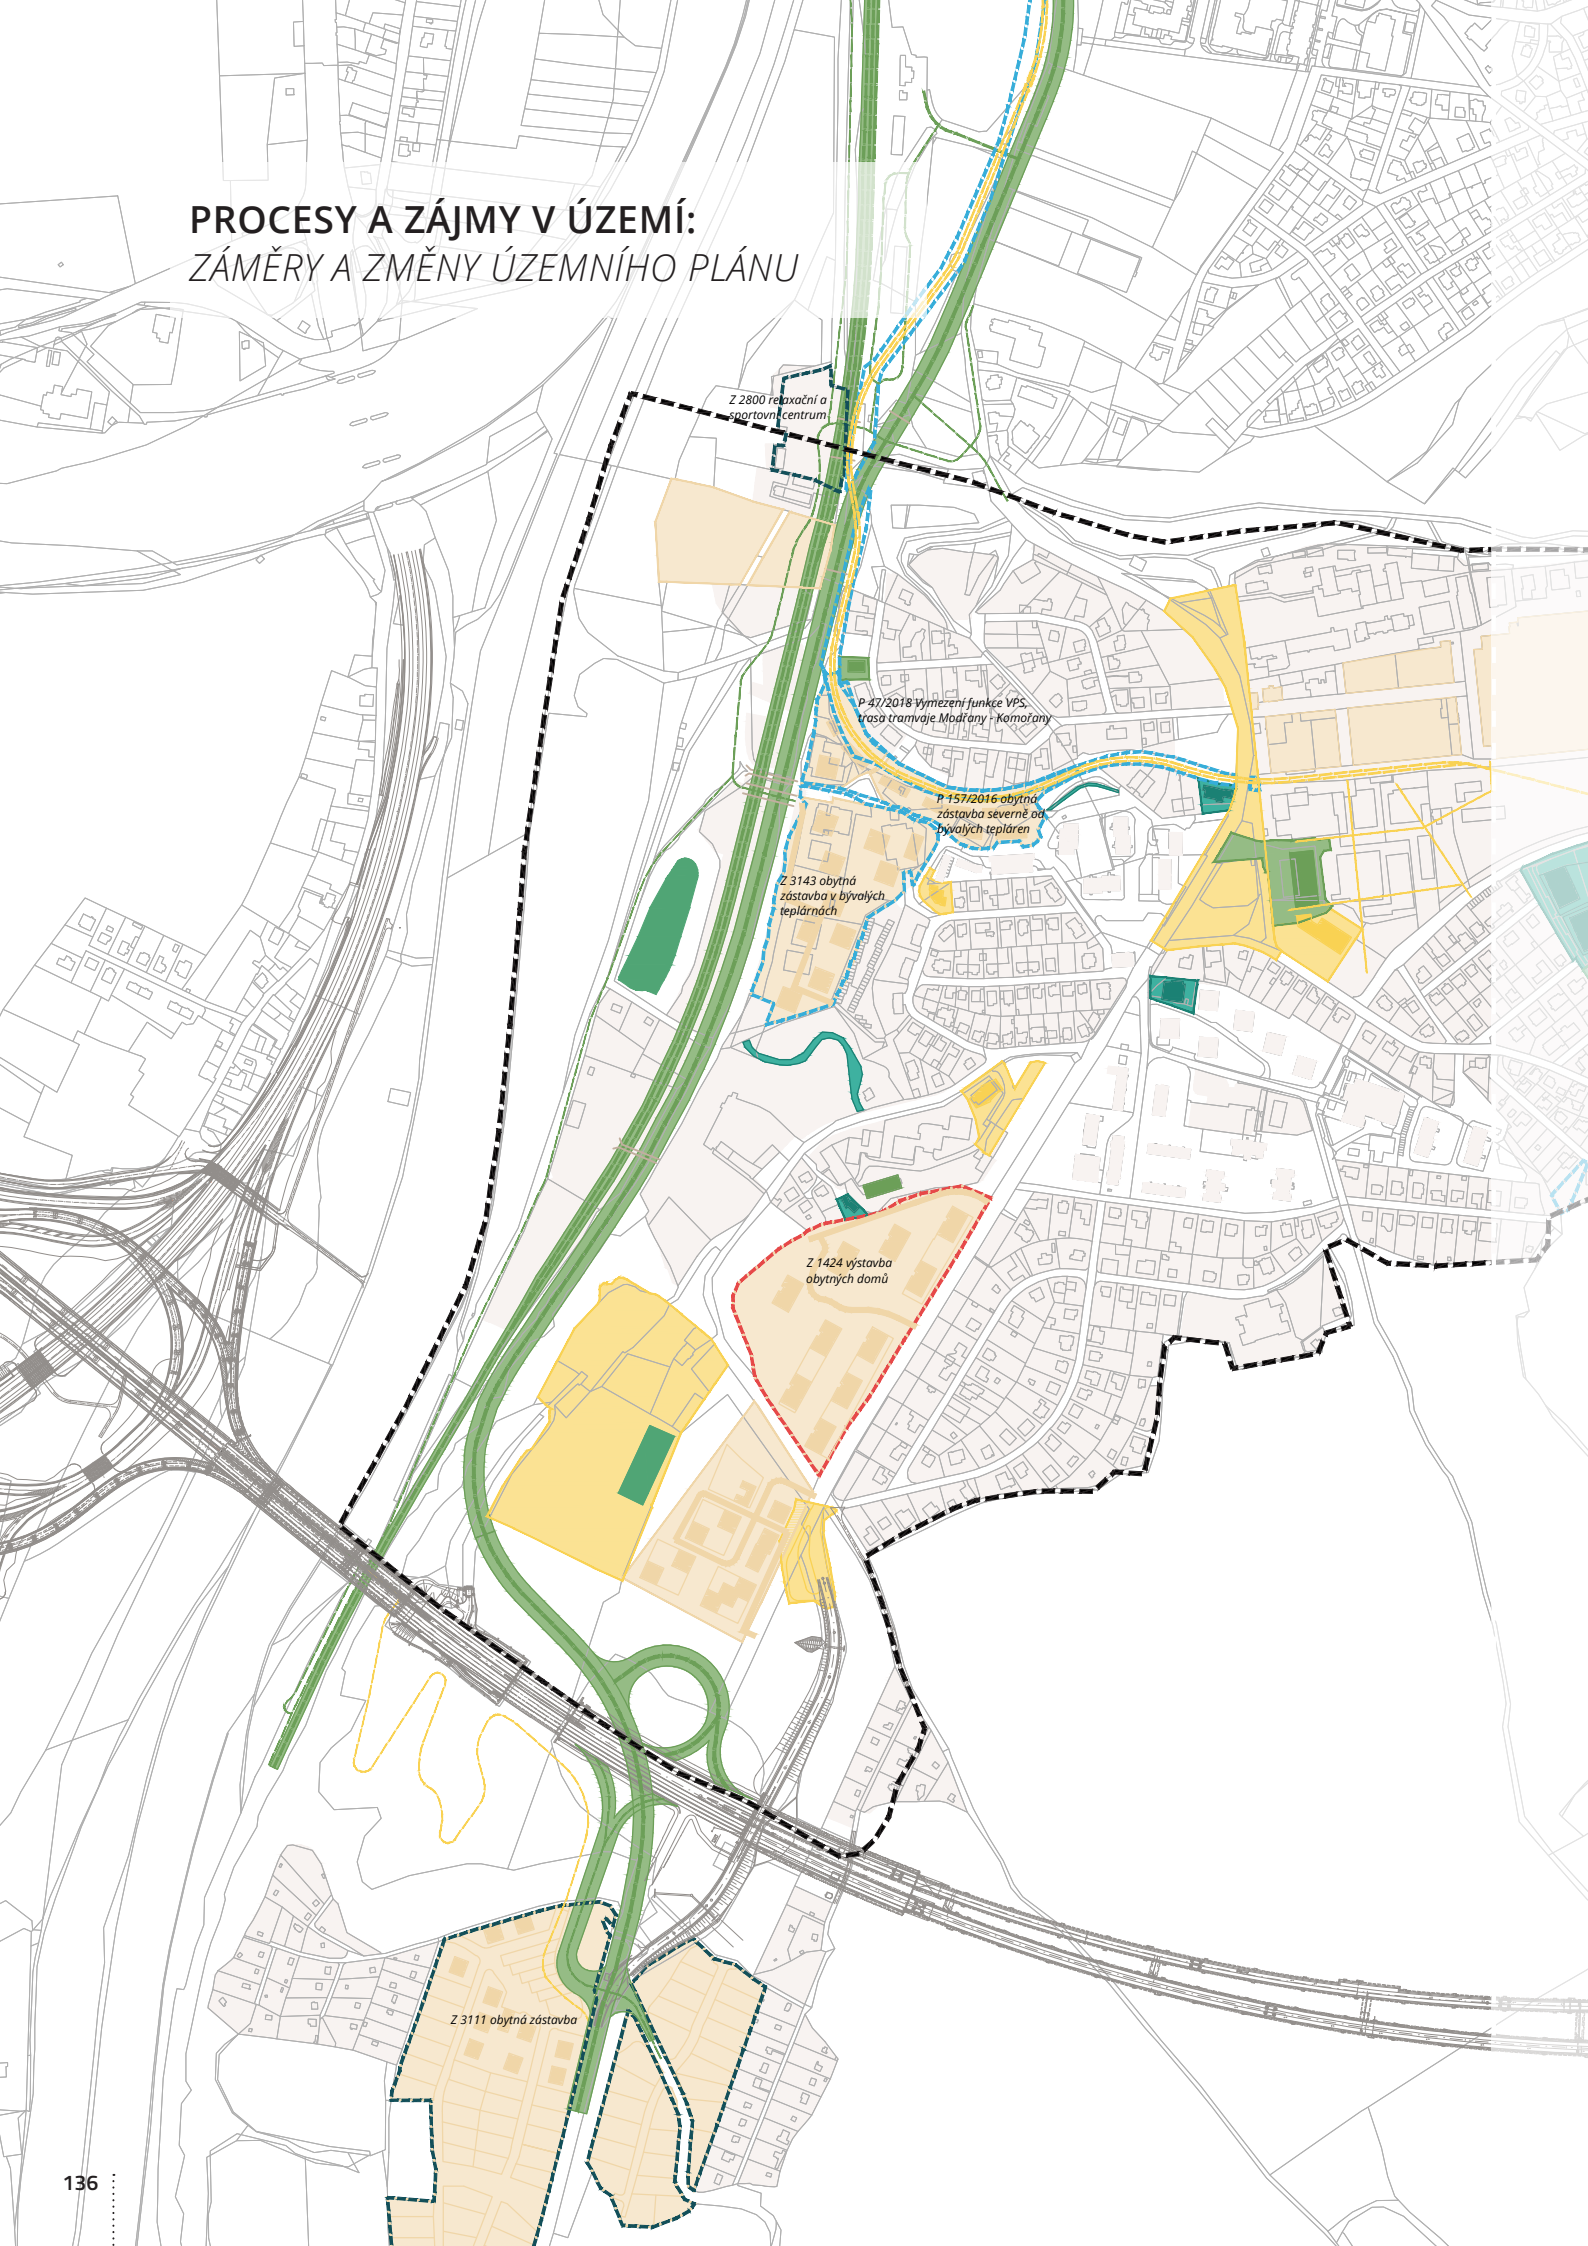 PROCESY A ZÁJMY V ÚZEMÍ:
ZÁMĚRY A ZMĚNY ÚZEMNÍHO PLÁNU
Z 2800 relaxační a
sportovní centrum
P 47/2018 Vymezení funkce VPS,
trasa tramvaje Modřany - Komořany
P 157/2016 obytná
zástavba severně od
bývalých tepláren
Z 3143 obytná
zástavba v bývalých
teplárnách
Z 1424 výstavba
obytných domů
Z 3111 obytná zástavba
136